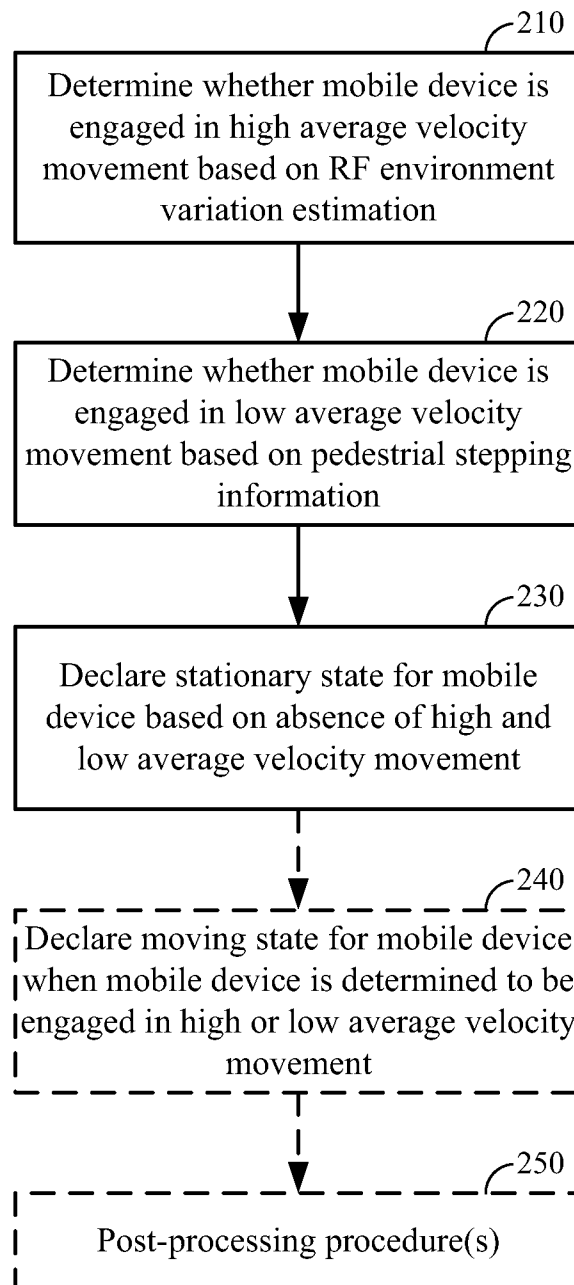 210
Determine whether mobile device is
engaged in high average velocity
movement based on RF environment
variation estimation
220
Determine whether mobile device is
engaged in low average velocity
movement based on pedestrial stepping
information
230
Declare stationary state for mobile
device based on absence of high and
low average velocity movement
240
Declare moving state for mobile device
when mobile device is determined to be
engaged in high or low average velocity
movement
250
Post-processing procedure(s)